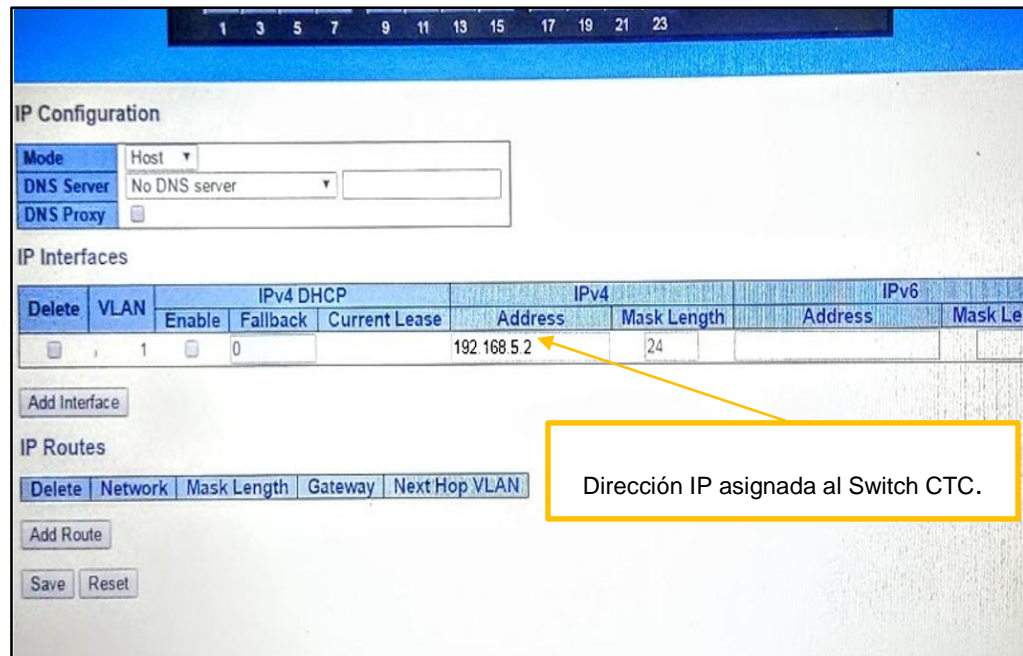 1 3 5 7 9 11 13 15 17 19 21 23
IP Configuration
Mode Host
DNS Server No DNS server
DNS Proxy
IP Interfaces
Delete VLAN IPv4 DHCP IPv4 IPv6
Enable Fallback Current Lease Address Mask Length Address Mask Le
1 0 192.168.5.2 24
Add Interface
IP Routes
Delete Network Mask Length Gateway Next Hop VLAN
Dirección IP asignada al Switch CTC.
Add Route
Save Reset